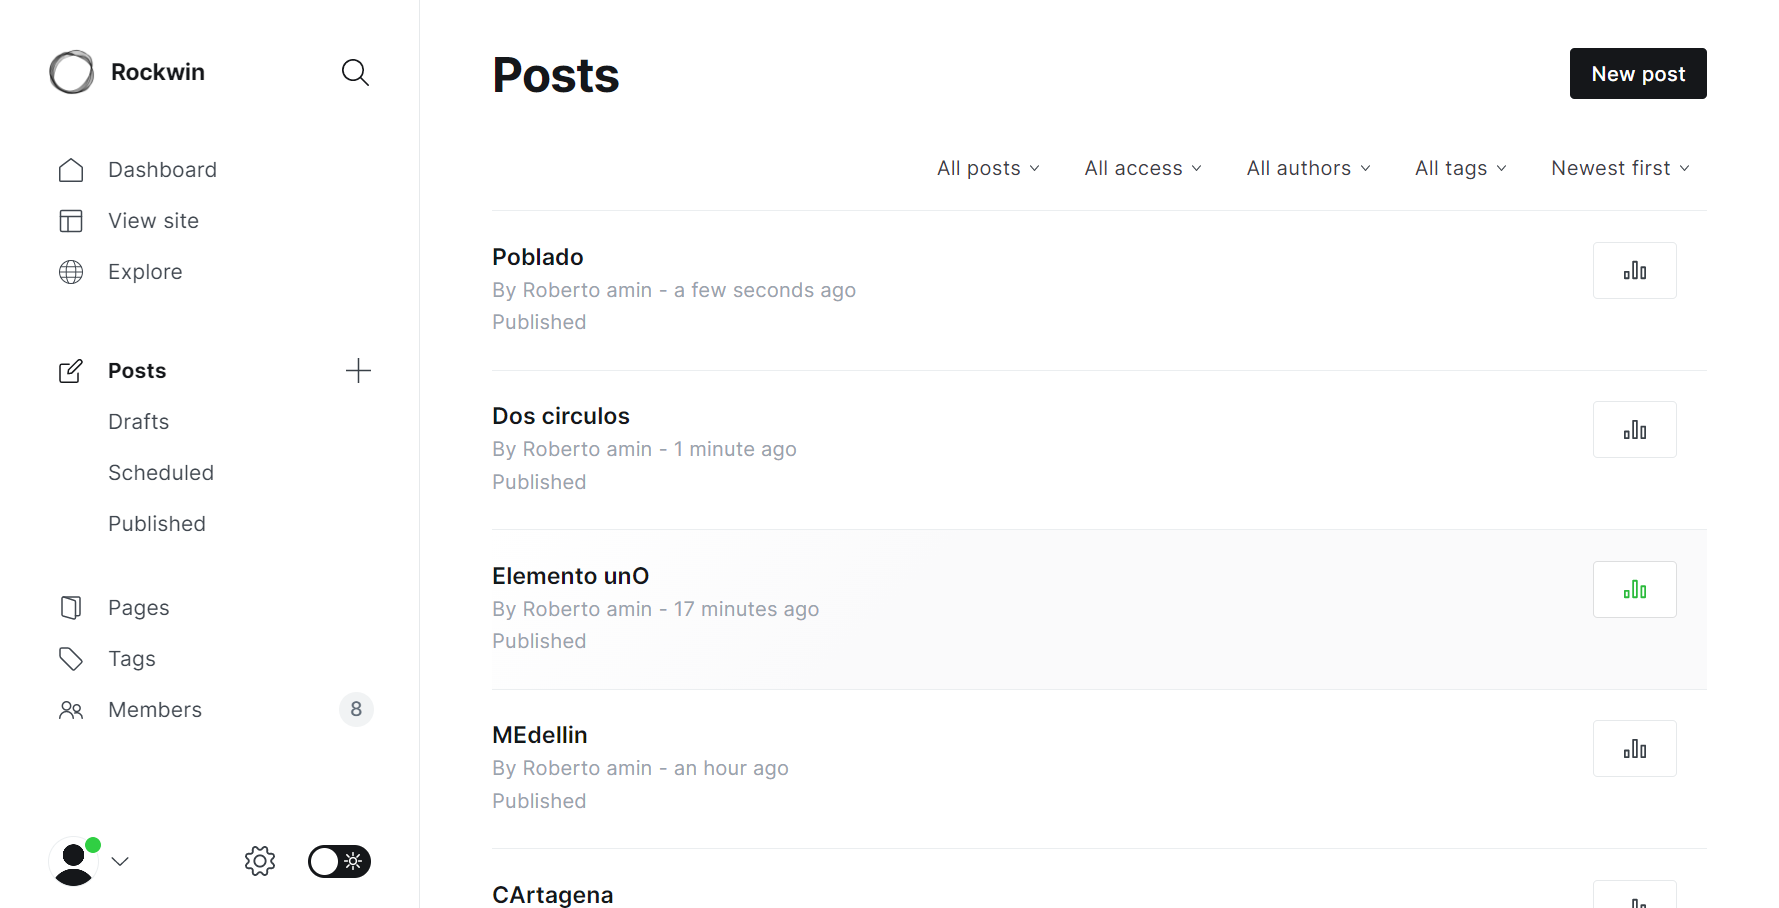 Rockwin
Dashboard
View site
Explore
Posts
Drafts
Scheduled
Published
Pages
Tags
Members 8
Posts
New post
All posts All access All authors All tags Newest first
Poblado
By Roberto amin - a few seconds ago
Published
Dos circulos
By Roberto amin - 1 minute ago
Published
Elemento unO
By Roberto amin - 17 minutes ago
Published
MEdellin
By Roberto amin - an hour ago
Published
CArtagena